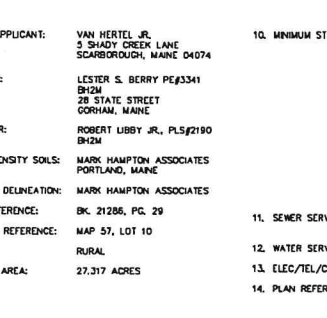 PPLICANT: VAN HERTEL JR.
5 SHADY CREEK LANE
SCARBOROUGH, MAINE 04074
: LESTER S. BERRY PE#3341
BH2M
28 STATE STREET
GORHAM, MAINE
R: ROBERT LIBBY JR., PLS#2190
BH2M
ENSITY SOILS: MARK HAMPTON ASSOCIATES
PORTLAND, MAINE
DELINEATION: MARK HAMPTON ASSOCIATES
FERENCE: BK. 21286, PG. 29
REFERENCE: MAP 57, LOT 10
RURAL
AREA: 27.317 ACRES
10. MINIMUM ST
11. SEWER SERV
12. WATER SERV
13. ELEC/TEL/C
14. PLAN REFER